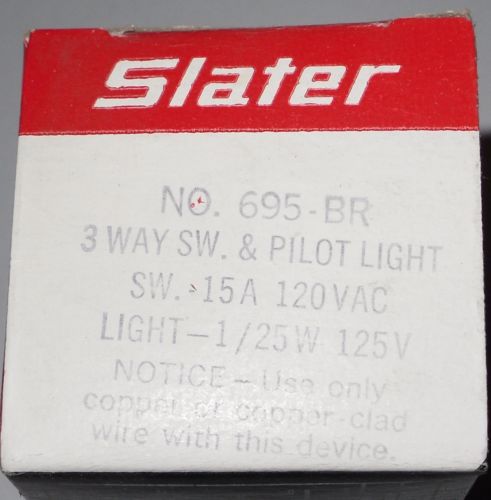 Slater
NO. 695-BR
3 WAY SW. & PILOT LIGHT
SW.-15A 120VAC
LIGHT-1/25W 125V
NOTICE - Use only
copper or copper-clad
wire with this device.